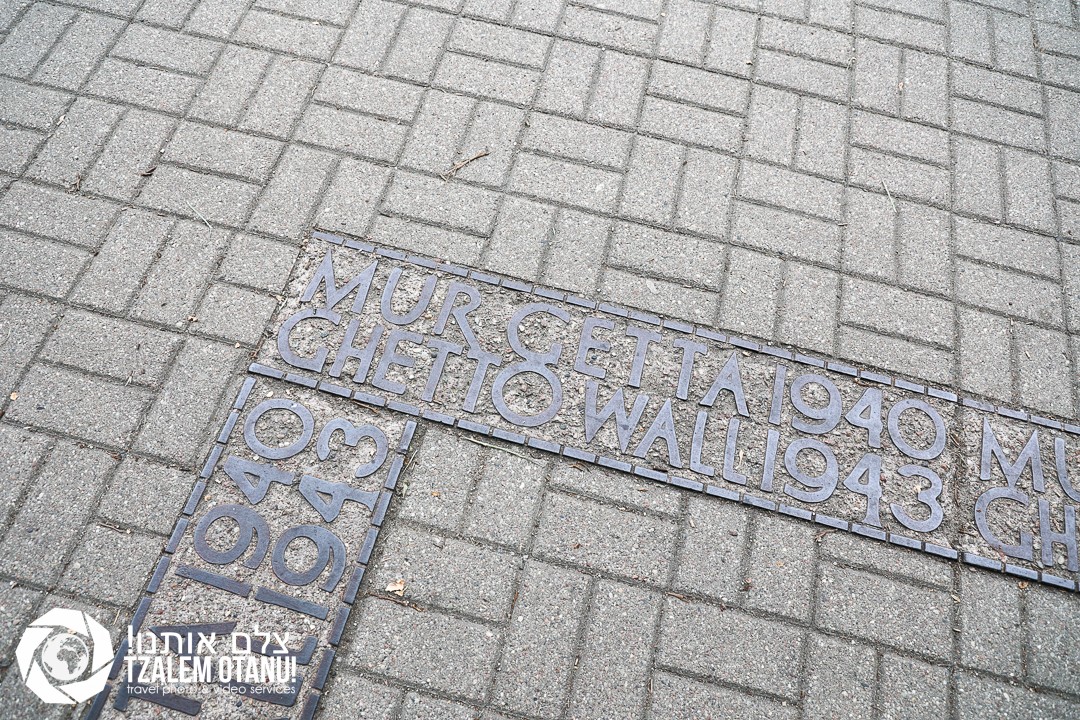 MUR GETTA 1940
GHETTO WALL 1943
MU
GH
1940
1943
צלם אותנו!
TZALEM OTANU!
travel photo & video services